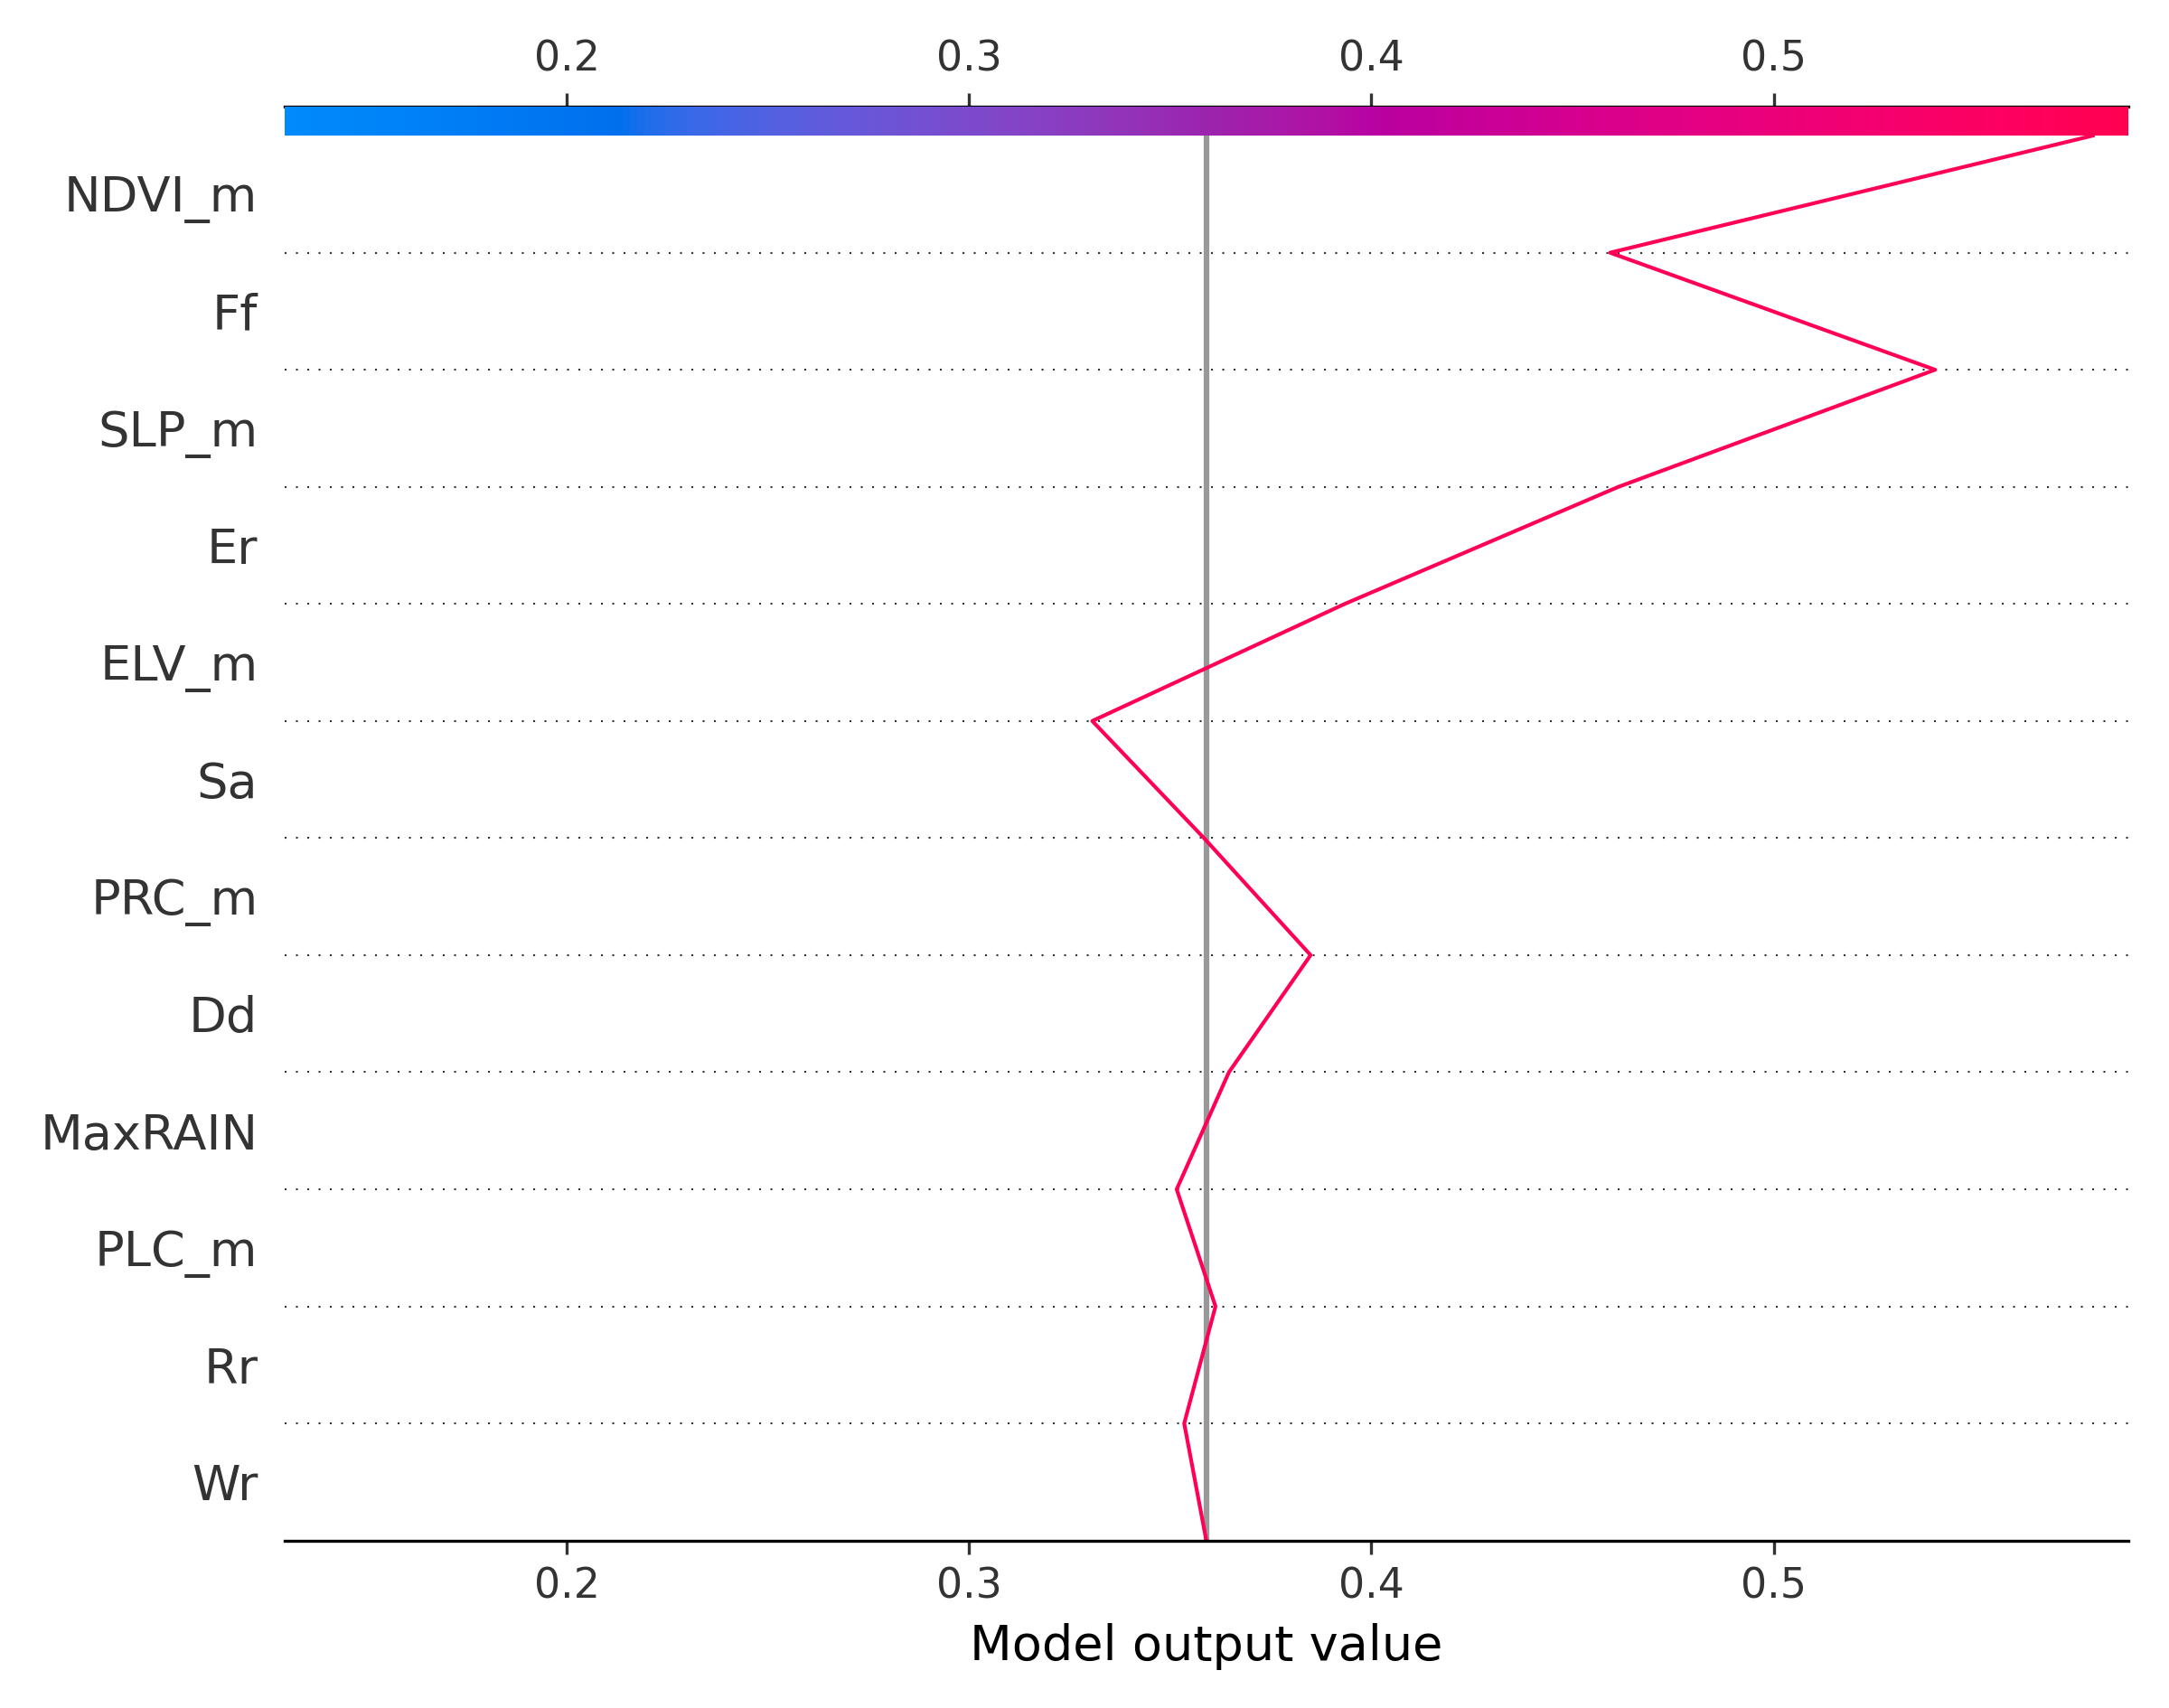 0.2 0.3 0.4 0.5
NDVI_m
Ff
SLP_m
Er
ELV_m
Sa
PRC_m
Dd
MaxRAIN
PLC_m
Rr
Wr
0.2 0.3 0.4 0.5
Model output value